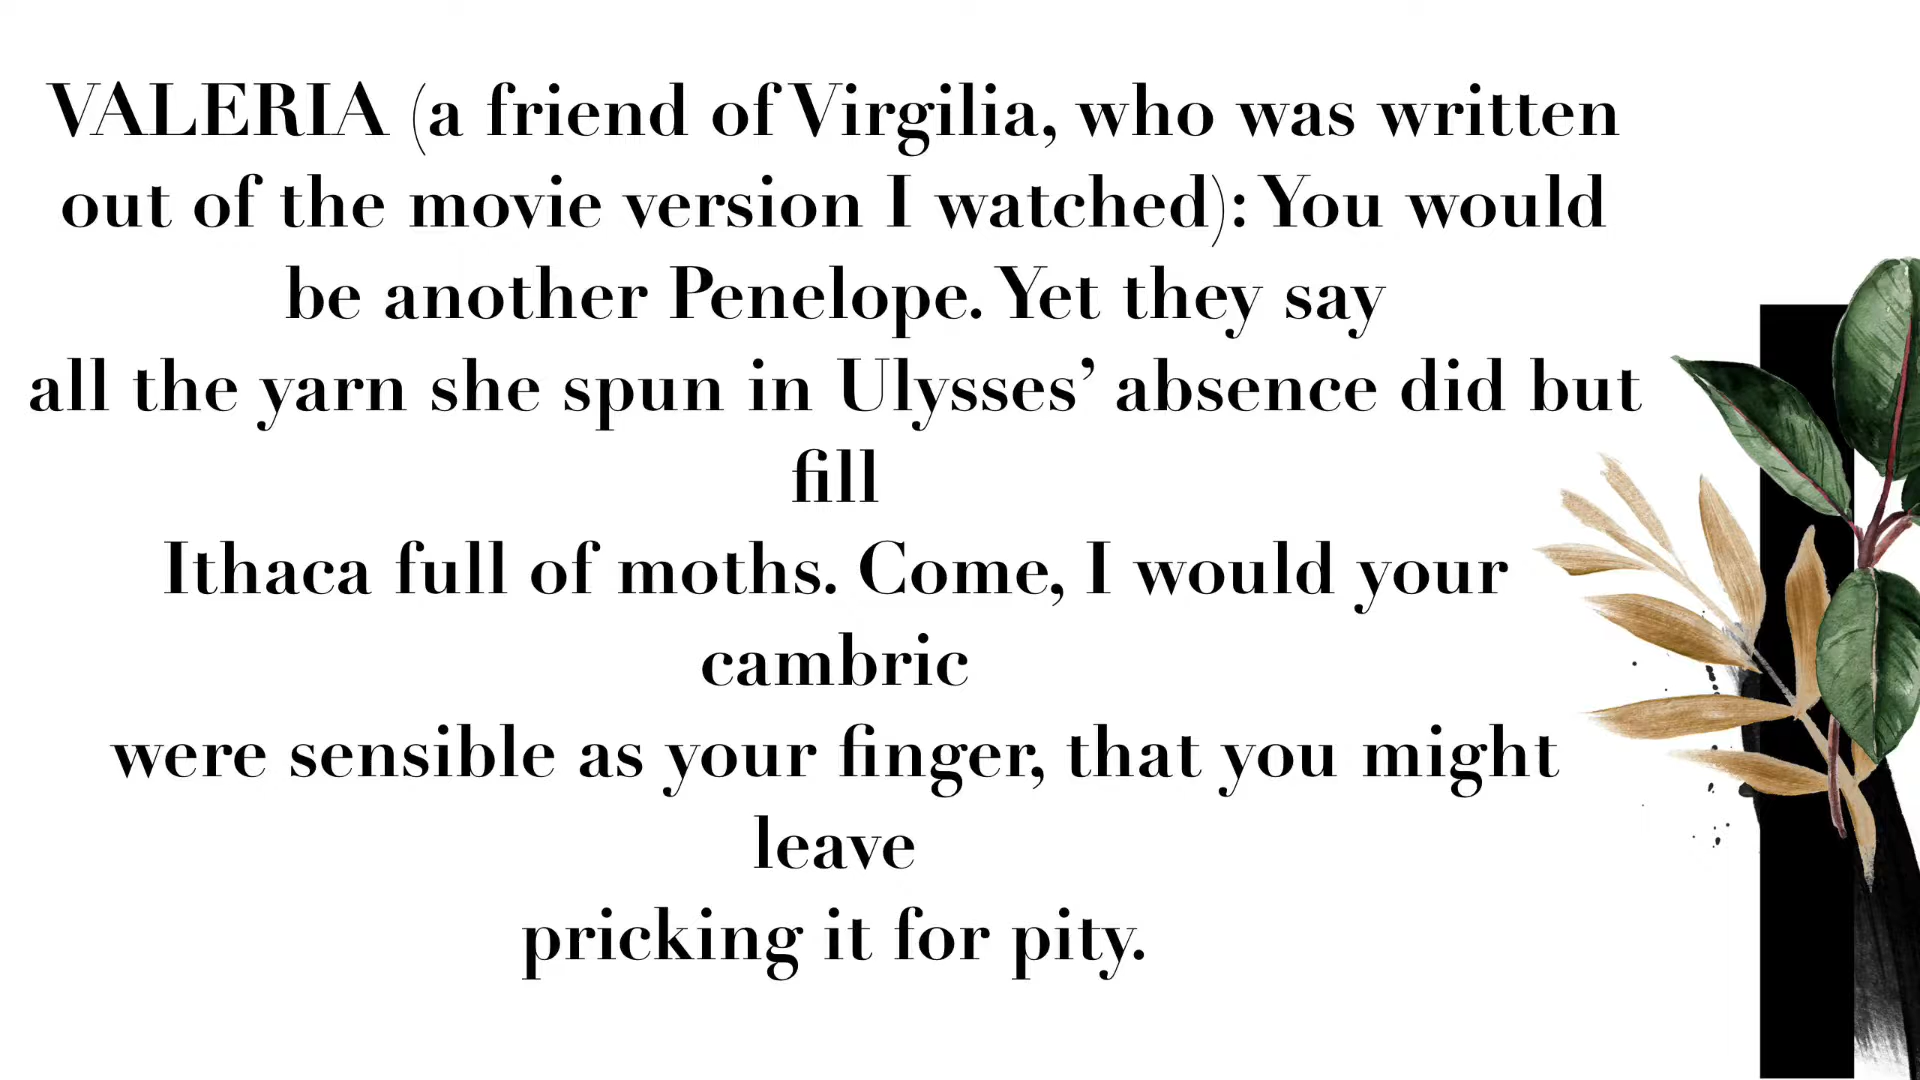 VALERIA (a friend of Virgilia, who was written
out of the movie version I watched): You would
be another Penelope. Yet they say
all the yarn she spun in Ulysses’ absence did but
fill
Ithaca full of moths. Come, I would your
cambric
were sensible as your finger, that you might
leave
pricking it for pity.